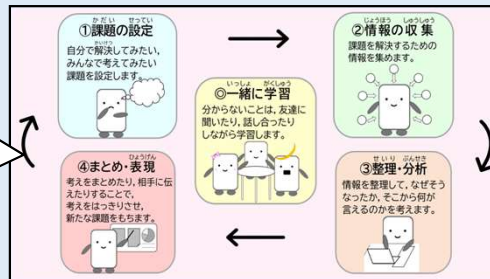 かだい せってい
①課題の設定
自分で解決してみたい,
かいけつ
みんなで考えてみたい
課題を設定します。
じょうほう しゅうしゅう
②情報の収集
課題を解決するための
情報を集めます。
いっしょ がくしゅう
◎一緒に学習
分からないことは,友達に
聞いたり,話し合ったり
しながら学習します。
せいり ぶんせき
③整理・分析
情報を整理して,なぜそう
なったか,そこから何が
言えるのかを考えます。
ひょうげん
④まとめ・表現
考えをまとめたり,相手に伝
えたりすることで,
考えをはっきりさせ,
新たな課題をもちます。